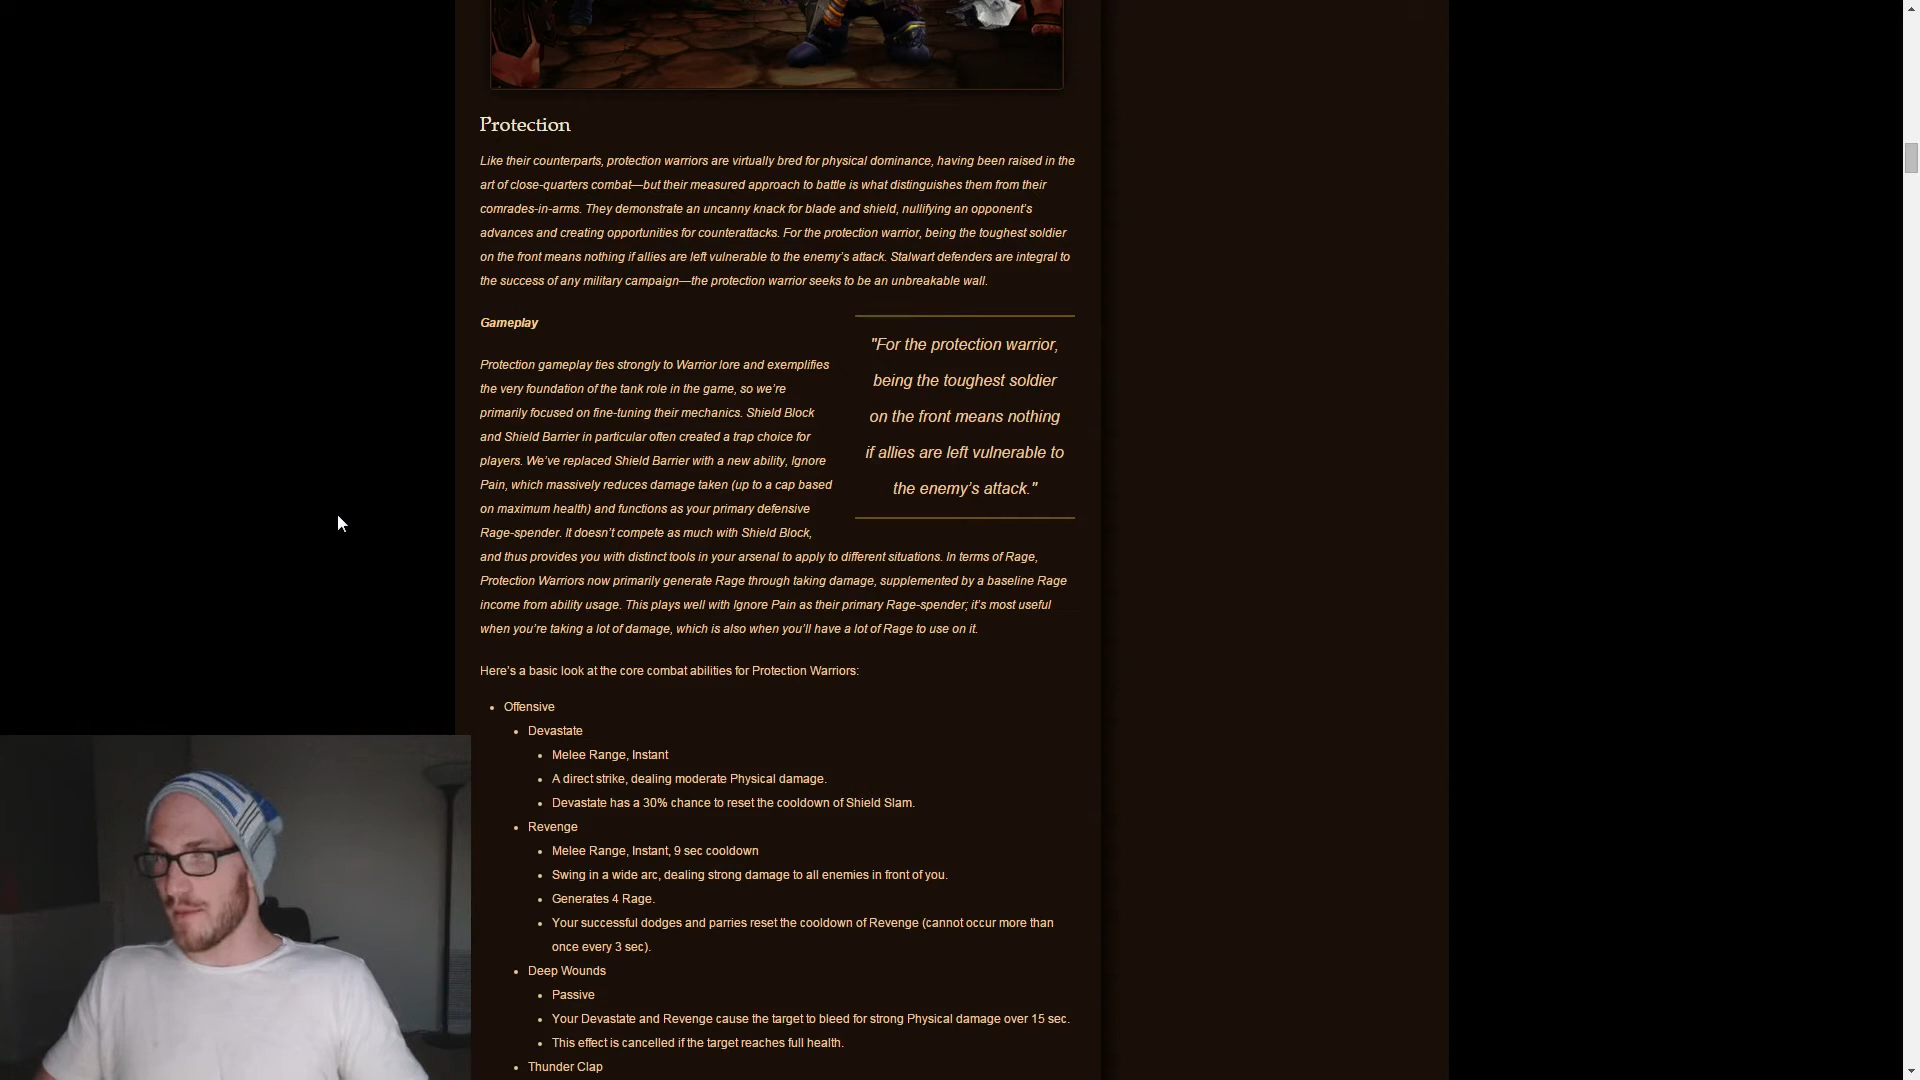 Protection
Like their counterparts, protection warriors are virtually bred for physical dominance, having been raised in the
art of close-quarters combat—but their measured approach to battle is what distinguishes them from their
comrades-in-arms. They demonstrate an uncanny knack for blade and shield, nullifying an opponent’s
advances and creating opportunities for counterattacks. For the protection warrior, being the toughest soldier
on the front means nothing if allies are left vulnerable to the enemy’s attack. Stalwart defenders are integral to
the success of any military campaign—the protection warrior seeks to be an unbreakable wall.
Gameplay
Protection gameplay ties strongly to Warrior lore and exemplifies
the very foundation of the tank role in the game, so we’re
primarily focused on fine-tuning their mechanics. Shield Block
and Shield Barrier in particular often created a trap choice for
players. We’ve replaced Shield Barrier with a new ability, Ignore
Pain, which massively reduces damage taken (up to a cap based
on maximum health) and functions as your primary defensive
Rage-spender. It doesn’t compete as much with Shield Block,
and thus provides you with distinct tools in your arsenal to apply to different situations. In terms of Rage,
Protection Warriors now primarily generate Rage through taking damage, supplemented by a baseline Rage
income from ability usage. This plays well with Ignore Pain as their primary Rage-spender; it’s most useful
when you’re taking a lot of damage, which is also when you’ll have a lot of Rage to use on it.
"For the protection warrior,
being the toughest soldier
on the front means nothing
if allies are left vulnerable to
the enemy’s attack."
Here’s a basic look at the core combat abilities for Protection Warriors:
• Offensive
• Devastate
• Melee Range, Instant
• A direct strike, dealing moderate Physical damage.
• Devastate has a 30% chance to reset the cooldown of Shield Slam.
• Revenge
• Melee Range, Instant, 9 sec cooldown
• Swing in a wide arc, dealing strong damage to all enemies in front of you.
• Generates 4 Rage.
• Your successful dodges and parries reset the cooldown of Revenge (cannot occur more than
once every 3 sec).
• Deep Wounds
• Passive
• Your Devastate and Revenge cause the target to bleed for strong Physical damage over 15 sec.
• This effect is cancelled if the target reaches full health.
• Thunder Clap